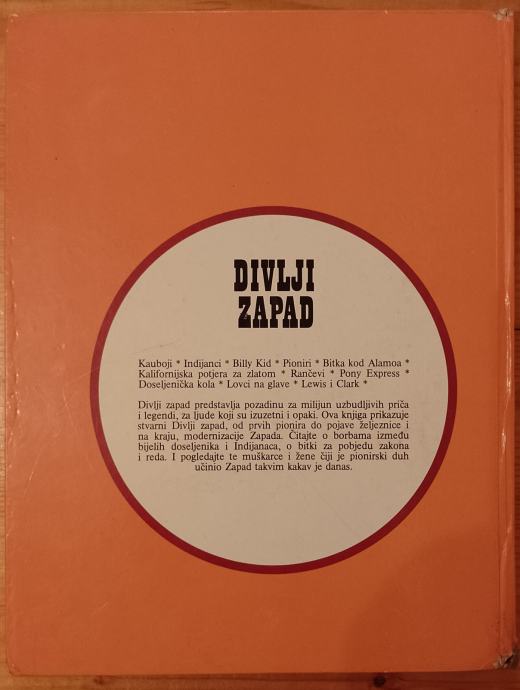 DIVLJI
ZAPAD
Kauboji * Indijanci * Billy Kid * Pioniri * Bitka kod Alamoa *
Kalifornijska potjera za zlatom * Rančevi * Pony Express *
Doseljenička kola * Lovci na glave * Lewis i Clark *
Divlji zapad predstavlja pozadinu za milijun uzbudljivih priča
i legendi, za ljude koji su izuzetni i opaki. Ova knjiga prikazuje
stvarni Divlji zapad, od prvih pionira do pojave željeznice i
na kraju, modernizacije Zapada. Čitajte o borbama između
bijelih doseljenika i Indijanaca, o bitki za pobjedu zakona
i reda. I pogledajte te muškarce i žene čiji je pionirski duh
učinio Zapad takvim kakav je danas.